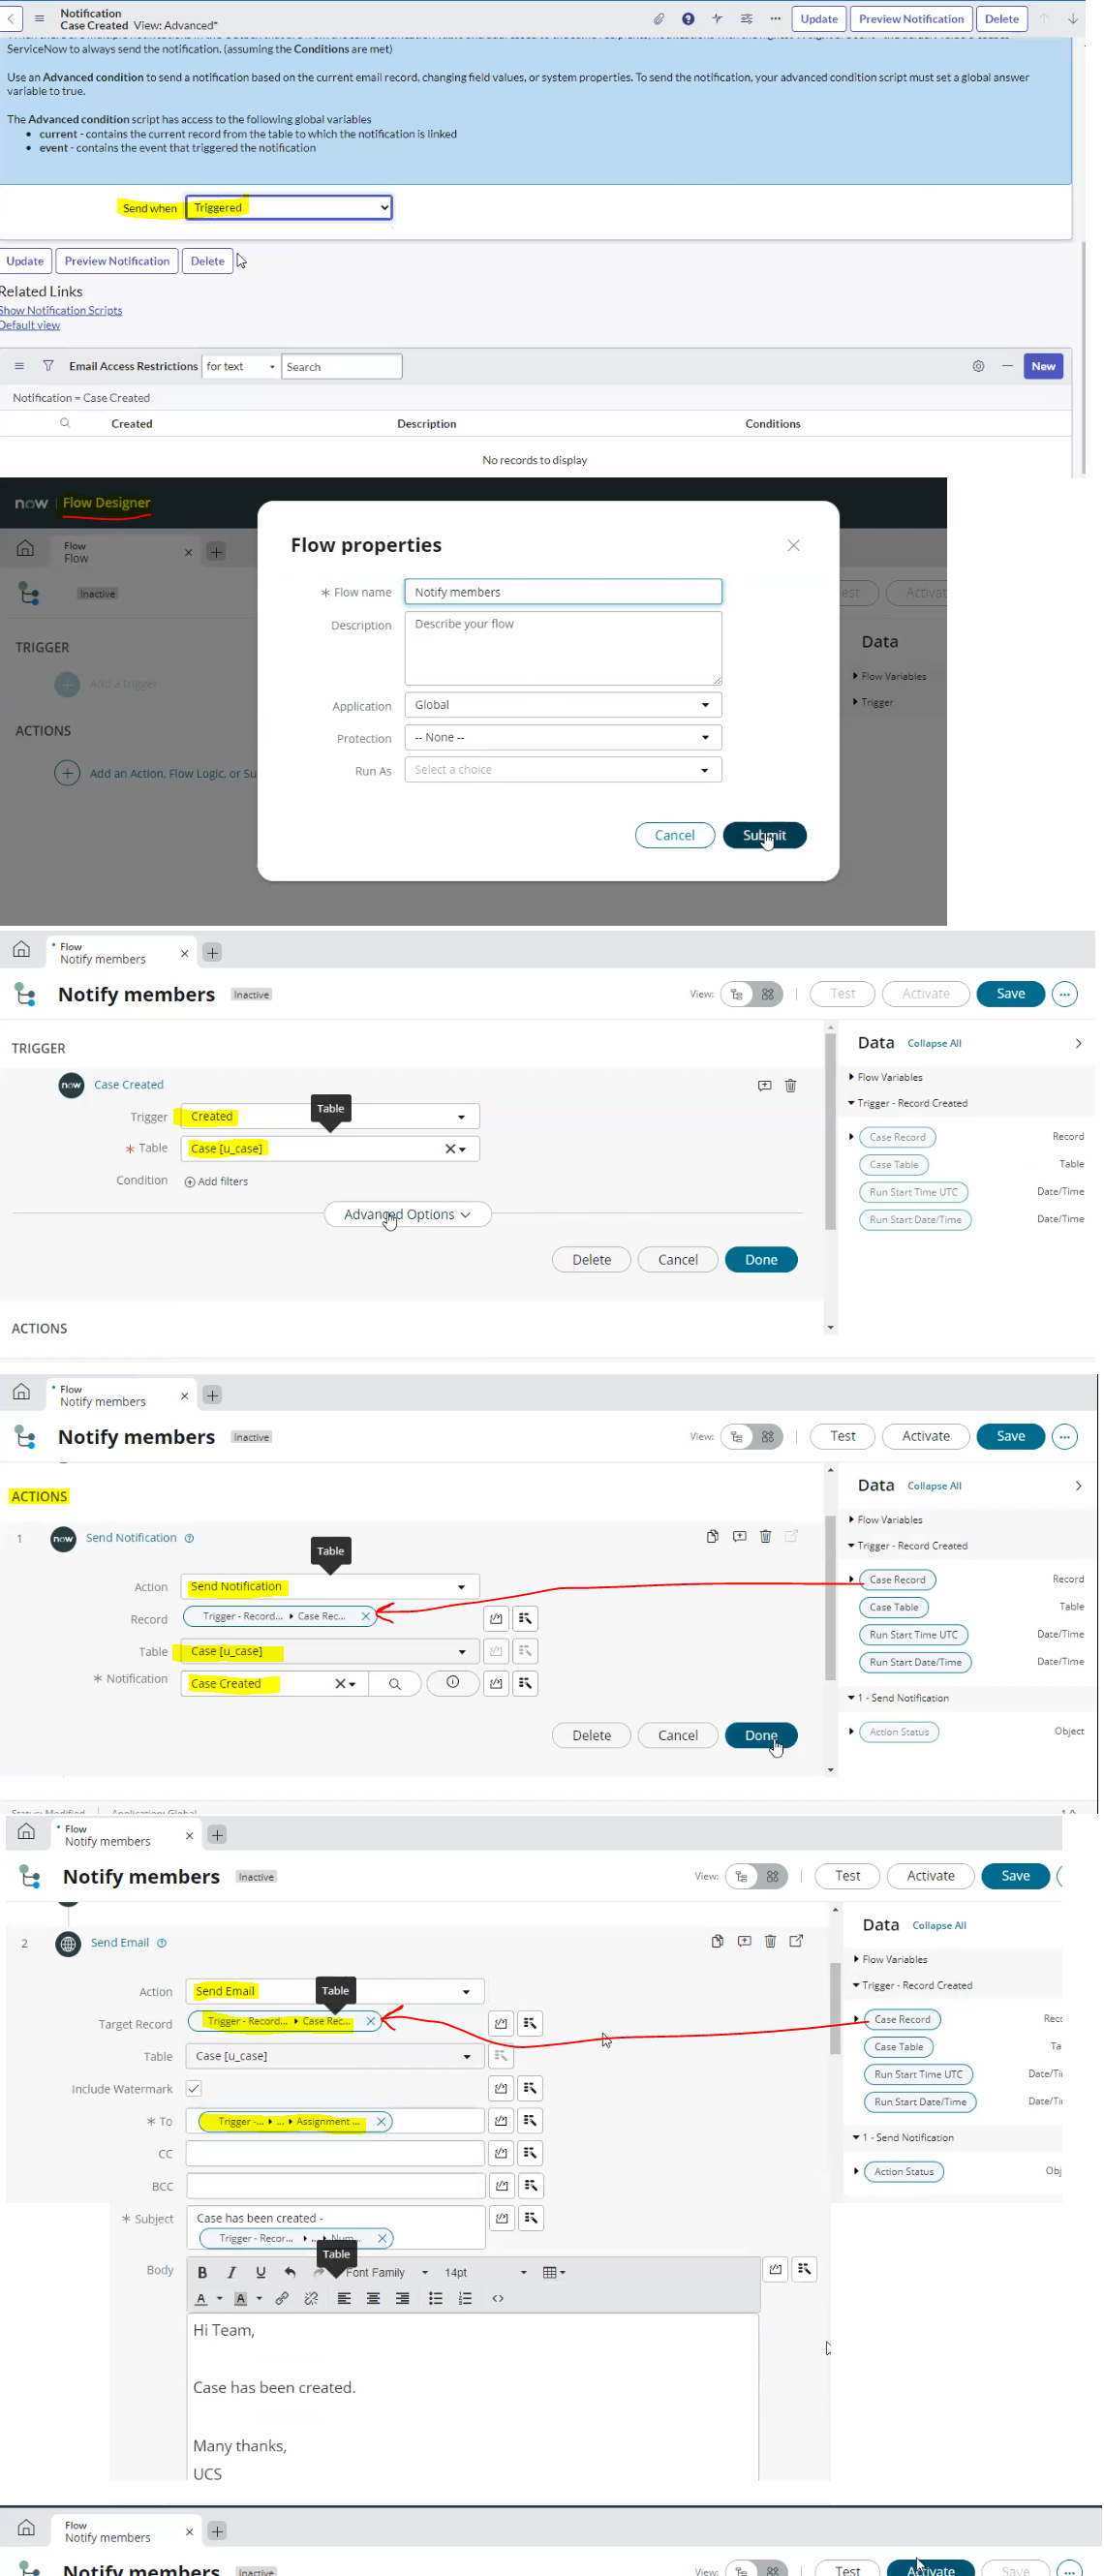 Notification
Case Created View: Advanced*
Update
Preview Notification
Delete
ServiceNow to always send the notification. (assuming the Conditions are met)
Use an Advanced condition to send a notification based on the current email record, changing field values, or system properties. To send the notification, your advanced condition script must set a global answer
variable to true.
The Advanced condition script has access to the following global variables
• current - contains the current record from the table to which the notification is linked
• event - contains the event that triggered the notification
Send when Triggered
Update
Preview Notification
Delete
Related Links
Show Notification Scripts
Default view
Email Access Restrictions for text Search New
Notification = Case Created
Created Description Conditions
No records to display
now Flow Designer
Flow
Flow
Inactive
Activat
TRIGGER
Add a trigger
ACTIONS
Add an Action, Flow Logic, or Su
Flow properties
* Flow name Notify members
Description Describe your flow
Application Global
Protection -- None --
Run As Select a choice
Cancel Submit
Data
Flow Variables
Trigger
Flow
Notify members
Notify members Inactive View: Test Activate Save
TRIGGER
now Case Created
Trigger Created
Table
* Table Case [u_case]
Condition Add filters
Advanced Options
Delete Cancel Done
ACTIONS
Data Collapse All
Flow Variables
Trigger - Record Created
Case Record Record
Case Table Table
Run Start Time UTC Date/Time
Run Start Date/Time Date/Time
Flow
Notify members
Notify members Inactive View: Test Activate Save
ACTIONS
1 now Send Notification
Table
Action Send Notification
Record Trigger - Record... Case Rec...
Table Case [u_case]
* Notification Case Created
Delete Cancel Done
Data Collapse All
Flow Variables
Trigger - Record Created
Case Record Record
Case Table Table
Run Start Time UTC Date/Time
Run Start Date/Time Date/Time
1 - Send Notification
Action Status Object
Status: Modified Application: Global
Flow
Notify members
Notify members Inactive View: Test Activate Save
2 Send Email
Action Send Email
Table
Target Record Trigger - Record... Case Rec...
Table Case [u_case]
Include Watermark
* To Trigger -... ... Assignment ...
CC
BCC
* Subject Case has been created -
Trigger - Recor... ... Num...
Table
Body B I U Font Family 14pt
A A
Hi Team,
Case has been created.
Many thanks,
UCS
Data Collapse All
Flow Variables
Trigger - Record Created
Case Record Rec
Case Table Ta
Run Start Time UTC Date/Ti
Run Start Date/Time Date/Ti
1 - Send Notification
Action Status Obj
Flow
Notify members
Notify members Inactive View: Test Activate Save